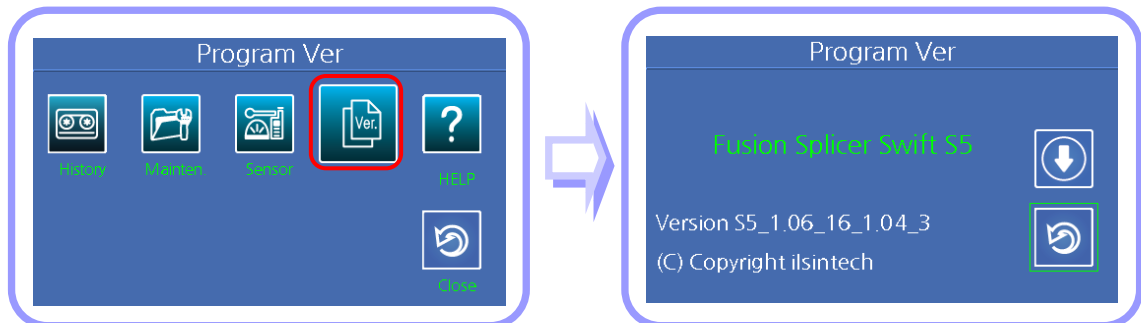 Program Ver
Ver.
?
History Mainten. Sensor HELP
Close
Program Ver
Fusion Splicer Swift S5
Version S5_1.06_16_1.04_3
(C) Copyright ilsintech